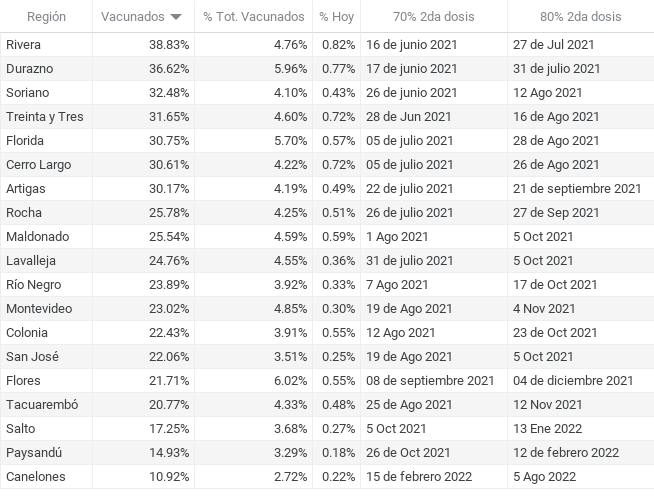 Región Vacunados % Tot. Vacunados % Hoy 70% 2da dosis 80% 2da dosis
Rivera 38.83% 4.76% 0.82% 16 de junio 2021 27 de Jul 2021
Durazno 36.62% 5.96% 0.77% 17 de junio 2021 31 de julio 2021
Soriano 32.48% 4.10% 0.43% 26 de junio 2021 12 Ago 2021
Treinta y Tres 31.65% 4.60% 0.72% 28 de Jun 2021 16 de Ago 2021
Florida 30.75% 5.70% 0.57% 05 de julio 2021 28 de Ago 2021
Cerro Largo 30.61% 4.22% 0.72% 05 de julio 2021 26 de Ago 2021
Artigas 30.17% 4.19% 0.49% 22 de julio 2021 21 de septiembre 2021
Rocha 25.78% 4.25% 0.51% 26 de julio 2021 27 de Sep 2021
Maldonado 25.54% 4.59% 0.59% 1 Ago 2021 5 Oct 2021
Lavalleja 24.76% 4.55% 0.36% 31 de julio 2021 5 Oct 2021
Río Negro 23.89% 3.92% 0.33% 7 Ago 2021 17 de Oct 2021
Montevideo 23.02% 4.85% 0.30% 19 de Ago 2021 4 Nov 2021
Colonia 22.43% 3.91% 0.55% 12 Ago 2021 23 de Oct 2021
San José 22.06% 3.51% 0.25% 19 de Ago 2021 5 Oct 2021
Flores 21.71% 6.02% 0.55% 08 de septiembre 2021 04 de diciembre 2021
Tacuarembó 20.77% 4.33% 0.48% 25 de Ago 2021 12 Nov 2021
Salto 17.25% 3.68% 0.27% 5 Oct 2021 13 Ene 2022
Paysandú 14.93% 3.29% 0.18% 26 de Oct 2021 12 de febrero 2022
Canelones 10.92% 2.72% 0.22% 15 de febrero 2022 5 Ago 2022